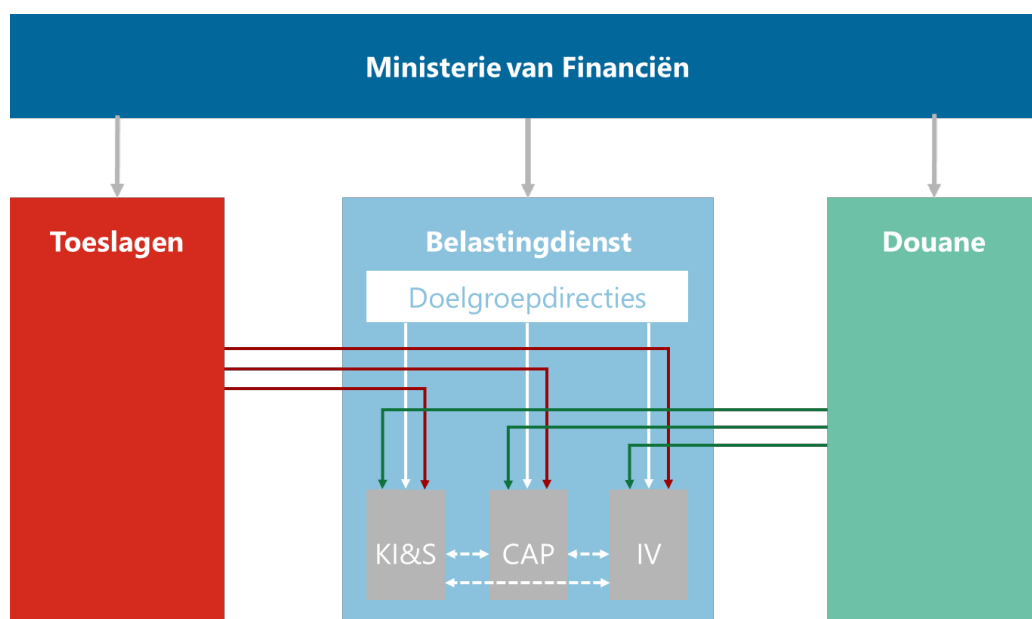 Ministerie van Financiën
Toeslagen
Belastingdienst
Douane
Doelgroepdirecties
KI&S
CAP
IV